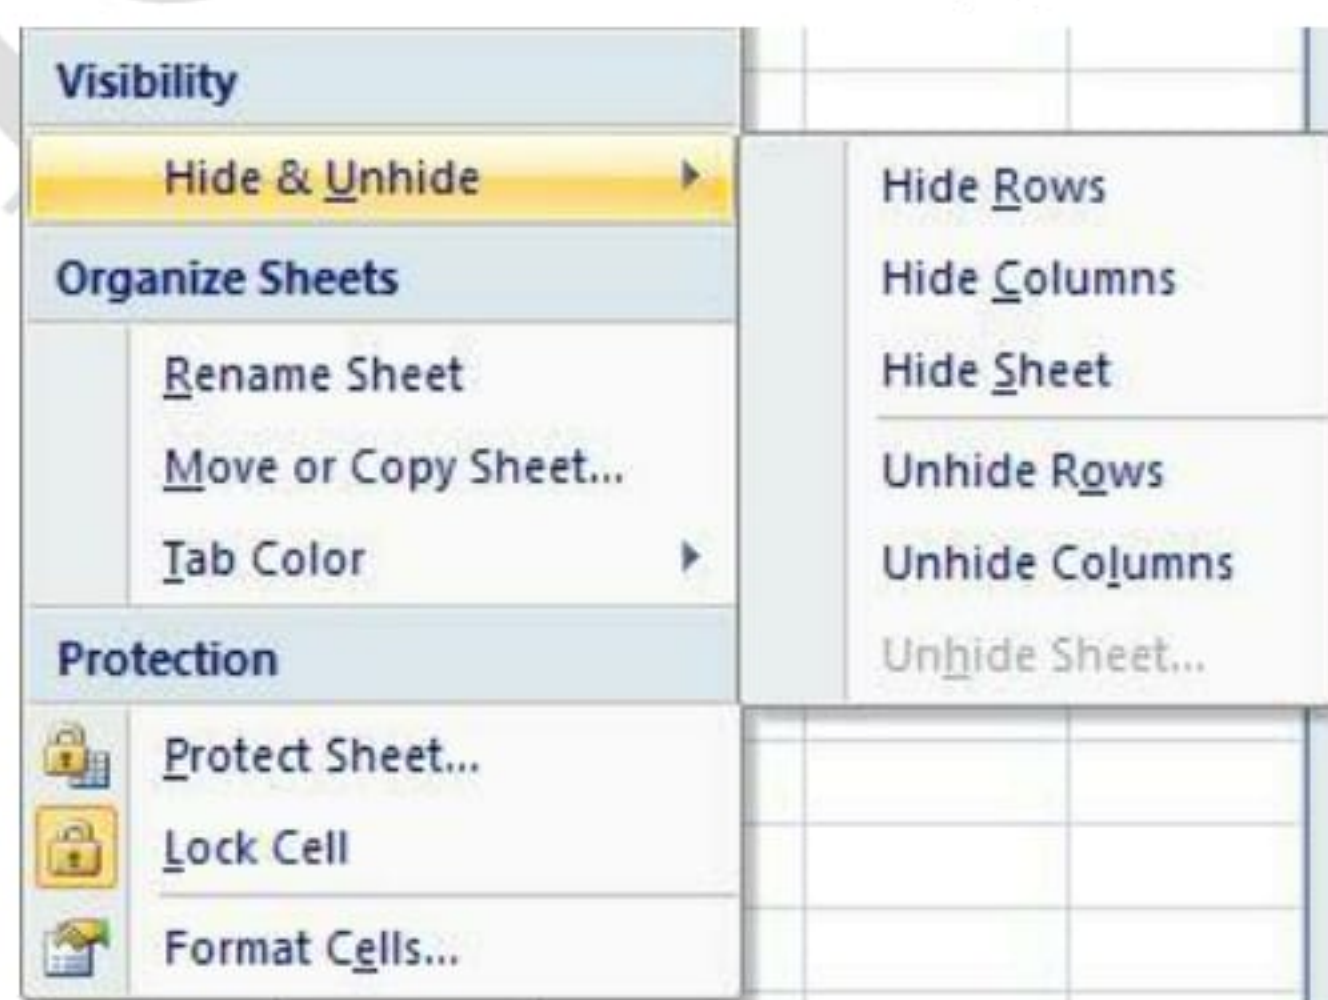 Visibility
Hide & Unhide
Organize Sheets
Rename Sheet
Move or Copy Sheet...
Tab Color
Protection
Protect Sheet...
Lock Cell
Format Cells...
Hide Rows
Hide Columns
Hide Sheet
Unhide Rows
Unhide Columns
Unhide Sheet...